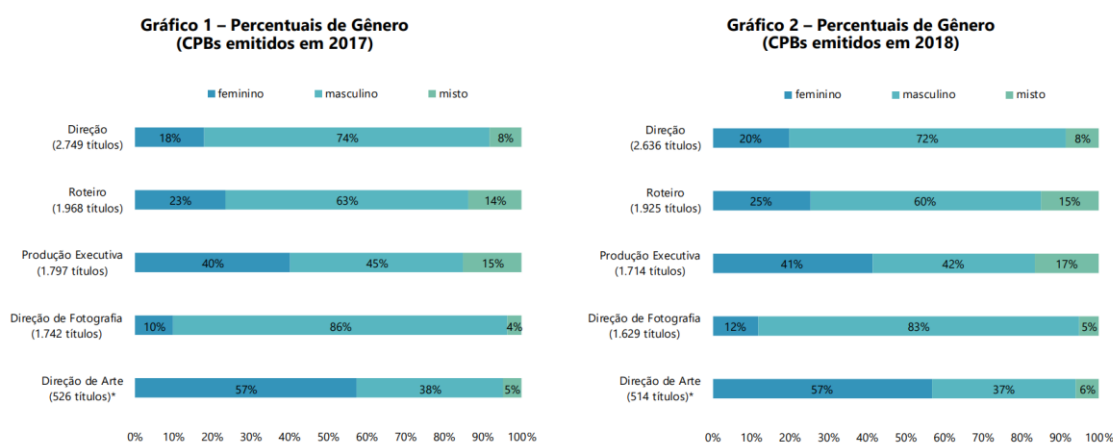 Gráfico 1 – Percentuais de Gênero
(CPBs emitidos em 2017)
feminino masculino misto
Direção
(2.749 títulos)
18% 74% 8%
Roteiro
(1.968 títulos)
23% 63% 14%
Produção Executiva
(1.797 títulos)
40% 45% 15%
Direção de Fotografia
(1.742 títulos)
10% 86% 4%
Direção de Arte
(526 títulos)*
57% 38% 5%
0% 10% 20% 30% 40% 50% 60% 70% 80% 90% 100%
Gráfico 2 – Percentuais de Gênero
(CPBs emitidos em 2018)
feminino masculino misto
Direção
(2.636 títulos)
20% 72% 8%
Roteiro
(1.925 títulos)
25% 60% 15%
Produção Executiva
(1.714 títulos)
41% 42% 17%
Direção de Fotografia
(1.629 títulos)
12% 83% 5%
Direção de Arte
(514 títulos)*
57% 37% 6%
0% 10% 20% 30% 40% 50% 60% 70% 80% 90% 100%